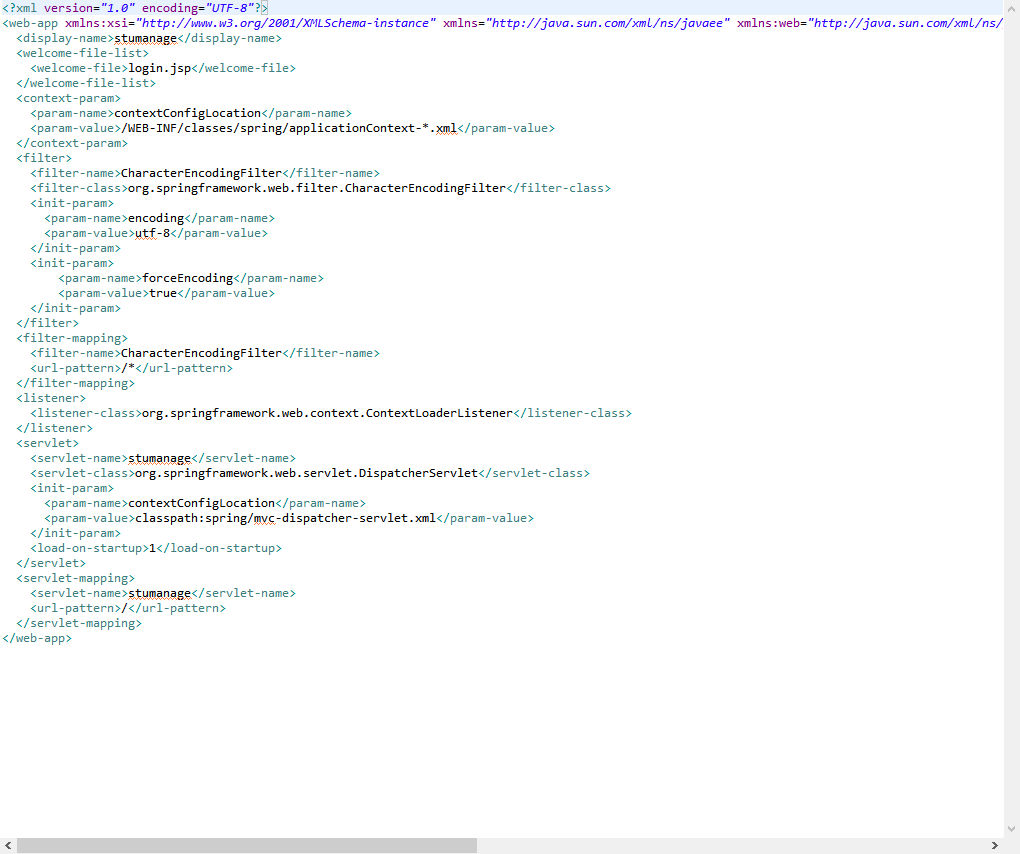 <?xml version="1.0" encoding="UTF-8"?>
<web-app xmlns:xsi="http://www.w3.org/2001/XMLSchema-instance" xmlns="http://java.sun.com/xml/ns/javaee" xmlns:web="http://java.sun.com/xml/ns/
  <display-name>stumanage</display-name>
  <welcome-file-list>
    <welcome-file>login.jsp</welcome-file>
  </welcome-file-list>
  <context-param>
    <param-name>contextConfigLocation</param-name>
    <param-value>/WEB-INF/classes/spring/applicationContext-*.xml</param-value>
  </context-param>
  <filter>
    <filter-name>CharacterEncodingFilter</filter-name>
    <filter-class>org.springframework.web.filter.CharacterEncodingFilter</filter-class>
    <init-param>
      <param-name>encoding</param-name>
      <param-value>utf-8</param-value>
    </init-param>
    <init-param>
        <param-name>forceEncoding</param-name>
        <param-value>true</param-value>
    </init-param>
  </filter>
  <filter-mapping>
    <filter-name>CharacterEncodingFilter</filter-name>
    <url-pattern>/*</url-pattern>
  </filter-mapping>
  <listener>
    <listener-class>org.springframework.web.context.ContextLoaderListener</listener-class>
  </listener>
  <servlet>
    <servlet-name>stumanage</servlet-name>
    <servlet-class>org.springframework.web.servlet.DispatcherServlet</servlet-class>
    <init-param>
      <param-name>contextConfigLocation</param-name>
      <param-value>classpath:spring/mvc-dispatcher-servlet.xml</param-value>
    </init-param>
    <load-on-startup>1</load-on-startup>
  </servlet>
  <servlet-mapping>
    <servlet-name>stumanage</servlet-name>
    <url-pattern>/</url-pattern>
  </servlet-mapping>
</web-app>